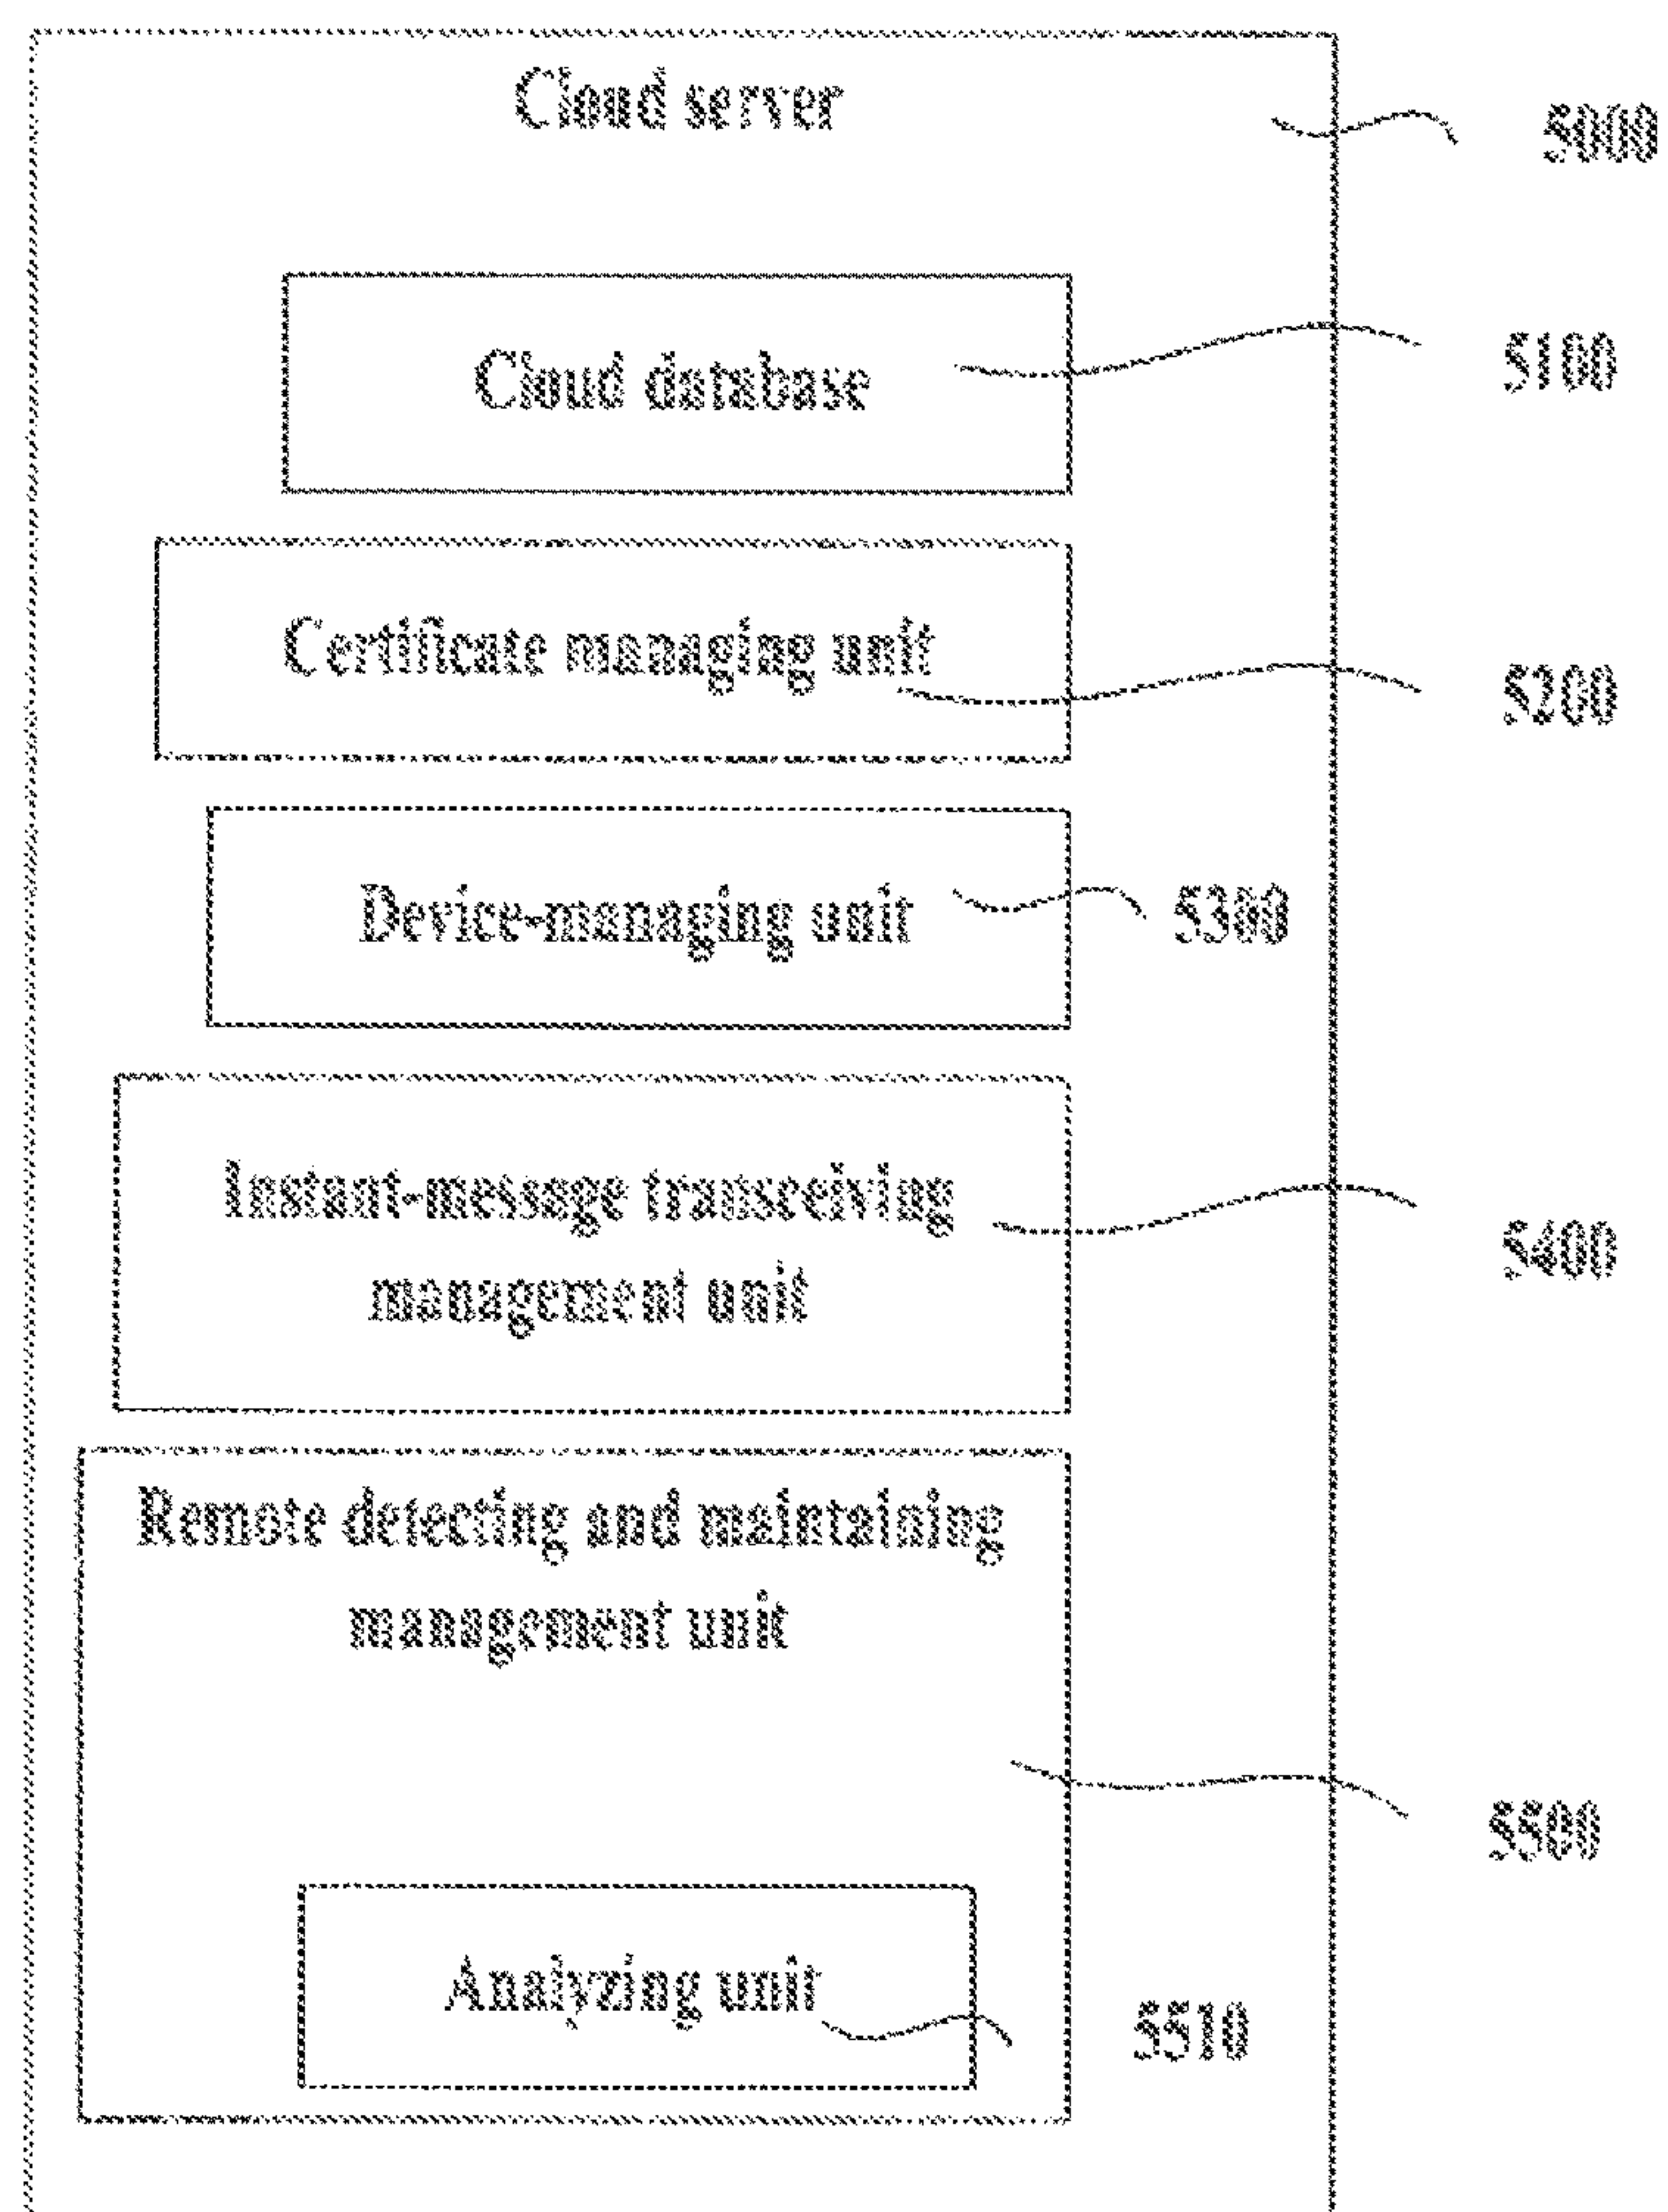 Cloud server
5000
Cloud database
5100
Certificate managing unit
5200
Device-managing unit
5300
Instant-message transceiving
management unit
5400
Remote detecting and maintaining
management unit
5500
Analyzing unit
5510